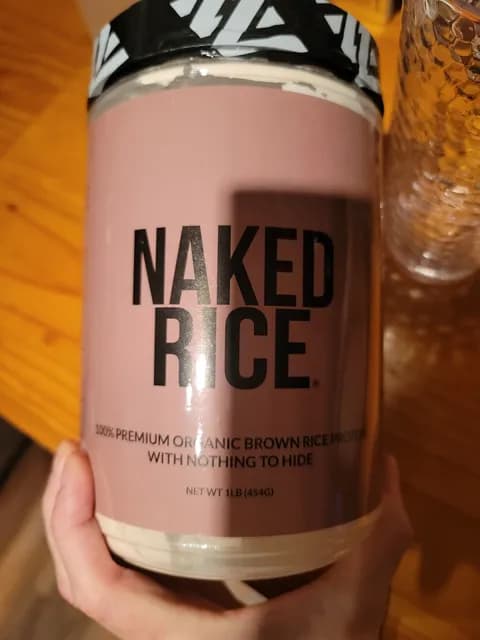 NAKED
RICE®
100% PREMIUM ORGANIC BROWN RICE PROTEIN
WITH NOTHING TO HIDE
NET WT 1LB (454G)